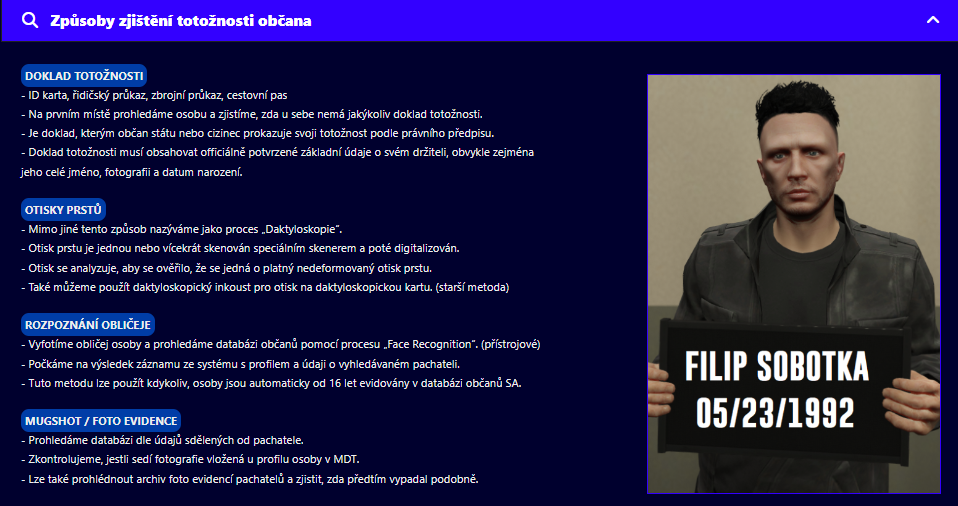 Způsoby zjištění totožnosti občana
DOKLAD TOTOŽNOSTI
- ID karta, řidičský průkaz, zbrojní průkaz, cestovní pas
- Na prvním místě prohledáme osobu a zjistíme, zda u sebe nemá jakýkoliv doklad totožnosti.
- Je doklad, kterým občan státu nebo cizinec prokazuje svoji totožnost podle právního předpisu.
- Doklad totožnosti musí obsahovat officiálně potvrzené základní údaje o svém držiteli, obvykle zejména
jeho celé jméno, fotografii a datum narození.
OTISKY PRSTŮ
- Mimo jiné tento způsob nazýváme jako proces „Daktyloskopie“.
- Otisk prstu je jednou nebo vícekrát skenován speciálním skenerem a poté digitalizován.
- Otisk se analyzuje, aby se ověřilo, že se jedná o platný nedeformovaný otisk prstu.
- Také můžeme použít daktyloskopický inkoust pro otisk na daktyloskopickou kartu. (starší metoda)
ROZPOZNÁNÍ OBLIČEJE
- Vyfotíme obličej osoby a prohledáme databázi občanů pomocí procesu „Face Recognition“. (přístrojové)
- Počkáme na výsledek záznamu ze systému s profilem a údaji o vyhledávaném pachateli.
- Tuto metodu lze použít kdykoliv, osoby jsou automaticky od 16 let evidovány v databázi občanů SA.
MUGSHOT / FOTO EVIDENCE
- Prohledáme databázi dle údajů sdělených od pachatele.
- Zkontrolujeme, jestli sedí fotografie vložená u profilu osoby v MDT.
- Lze také prohlédnout archiv foto evidencí pachatelů a zjistit, zda předtím vypadal podobně.
FILIP SOBOTKA
05/23/1992